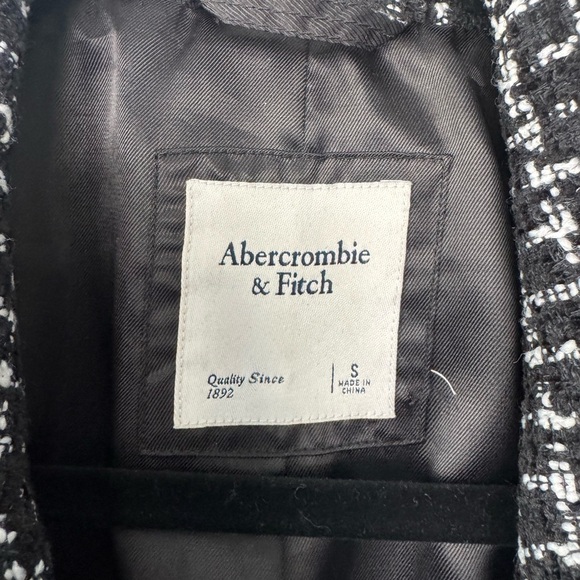 Abercrombie
& Fitch
Quality Since
1892
S
MADE IN
CHINA